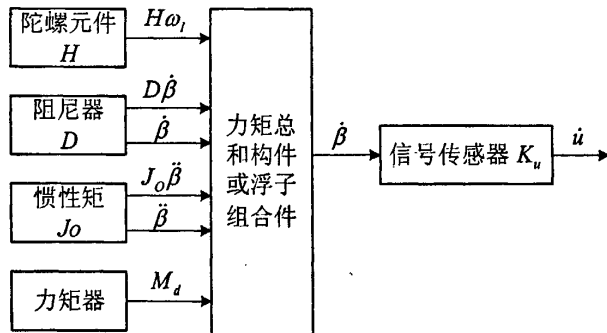 陀螺元件
H
Hω_I
阻尼器
D
Dβ̇
β̇
惯性矩
Jo
J_Oβ̈
β̈
力矩器
M_d
力矩总
和构件
或浮子
组合件
β̇
信号传感器 K_u
u̇